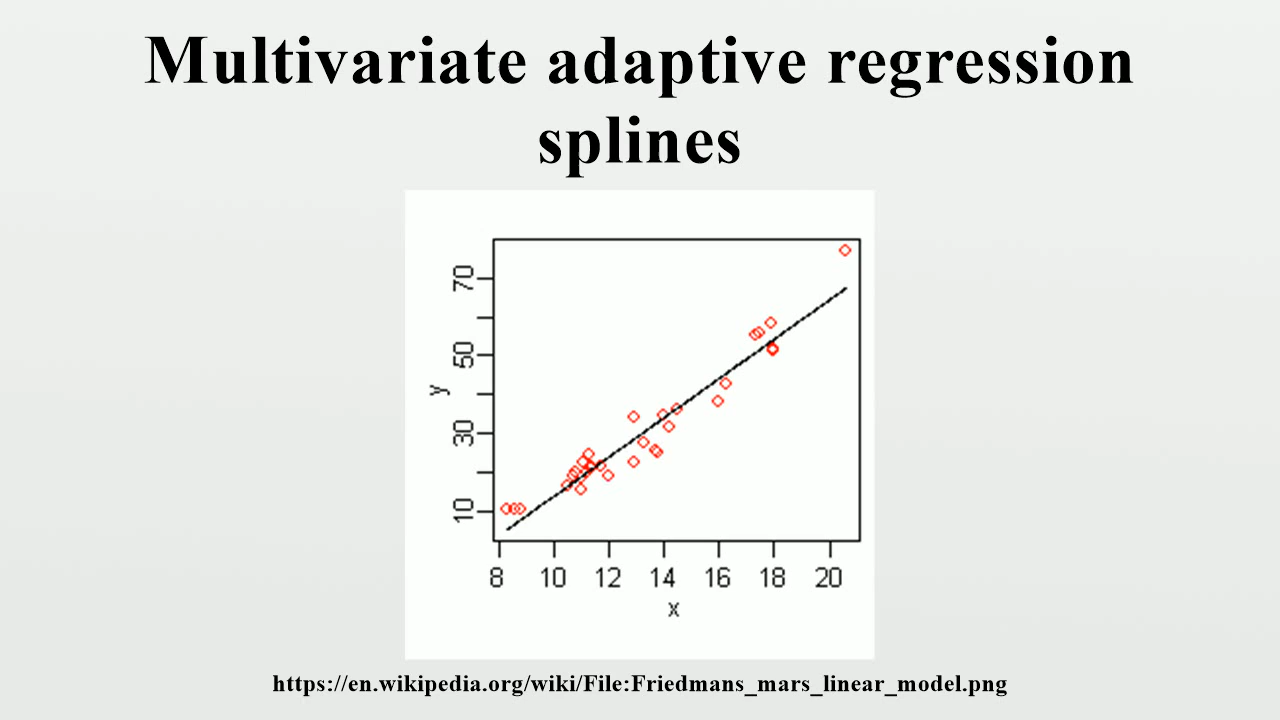 Multivariate adaptive regression
splines
70
50
30
10
y
8 10 12 14 16 18 20
x
https://en.wikipedia.org/wiki/File:Friedmans_mars_linear_model.png